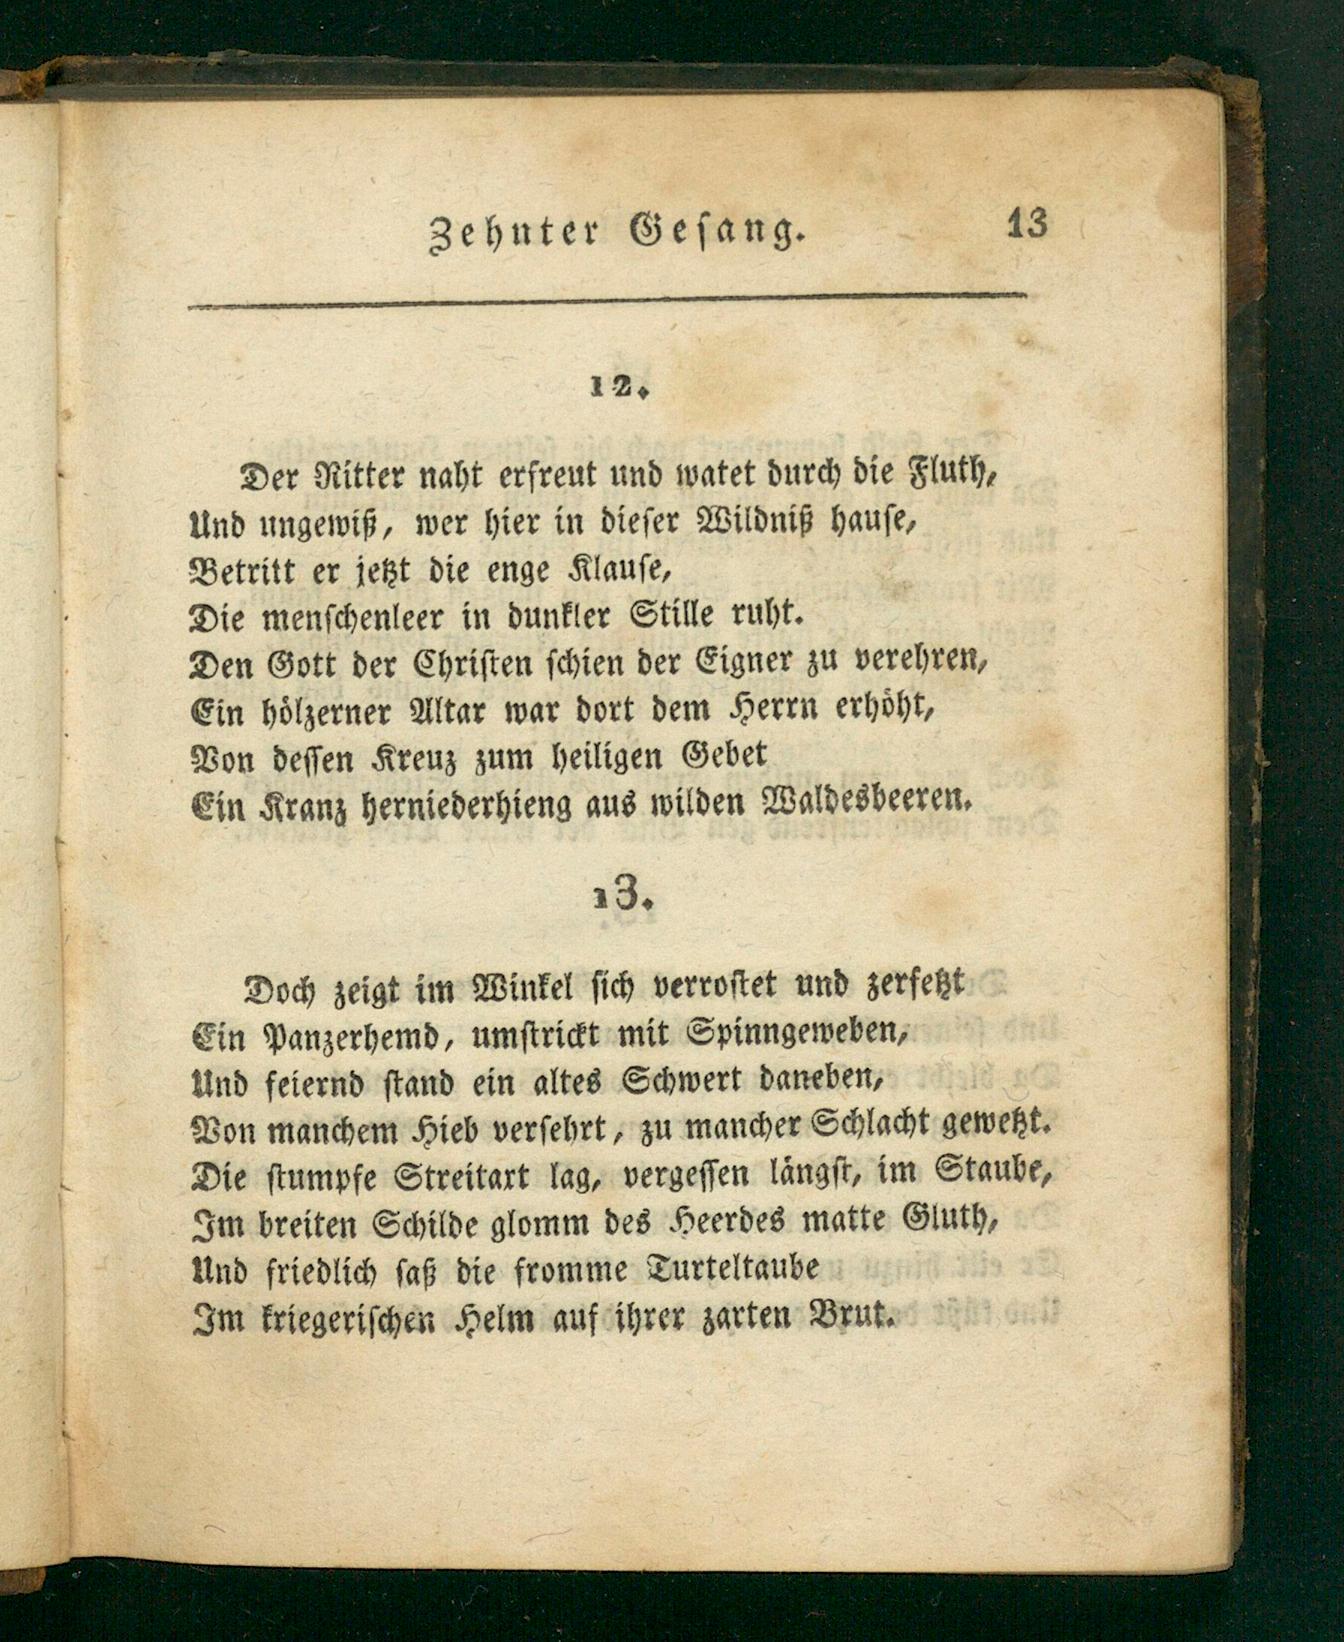 Zehnter Gesang. 13
12.
Der Ritter naht erfreut und watet durch die Fluth,
Und ungewiß, wer hier in dieser Wildniß hause,
Betritt er jetzt die enge Klause,
Die menschenleer in dunkler Stille ruht.
Den Gott der Christen schien der Eigner zu verehren,
Ein hölzerner Altar war dort dem Herrn erhöht,
Von dessen Kreuz zum heiligen Gebet
Ein Kranz herniederhieng aus wilden Waldesbeeren.
13.
Doch zeigt im Winkel sich verrostet und zerfetzt
Ein Panzerhemd, umstrickt mit Spinngeweben,
Und feiernd stand ein altes Schwert daneben,
Von manchem Hieb versehrt, zu mancher Schlacht gewetzt.
Die stumpfe Streitaxt lag, vergessen längst, im Staube,
Im breiten Schilde glomm des Heerdes matte Gluth,
Und friedlich saß die fromme Turteltaube
Im kriegerischen Helm auf ihrer zarten Brut.